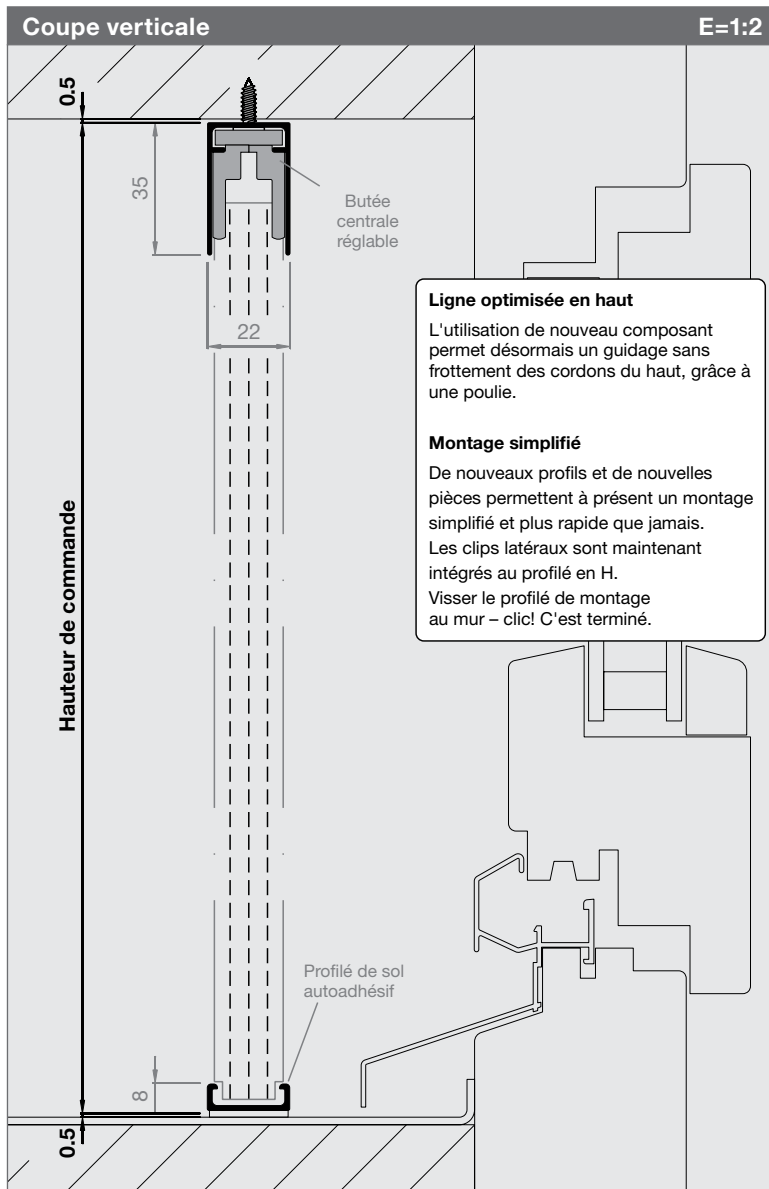 Coupe verticale E=1:2
0.5
35
Butée
centrale
réglable
22
Ligne optimisée en haut
L'utilisation de nouveau composant
permet désormais un guidage sans
frottement des cordons du haut, grâce à
une poulie.
Montage simplifié
De nouveaux profils et de nouvelles
pièces permettent à présent un montage
simplifié et plus rapide que jamais.
Les clips latéraux sont maintenant
intégrés au profilé en H.
Visser le profilé de montage
au mur – clic! C'est terminé.
Hauteur de commande
Profilé de sol
autoadhésif
8
0.5